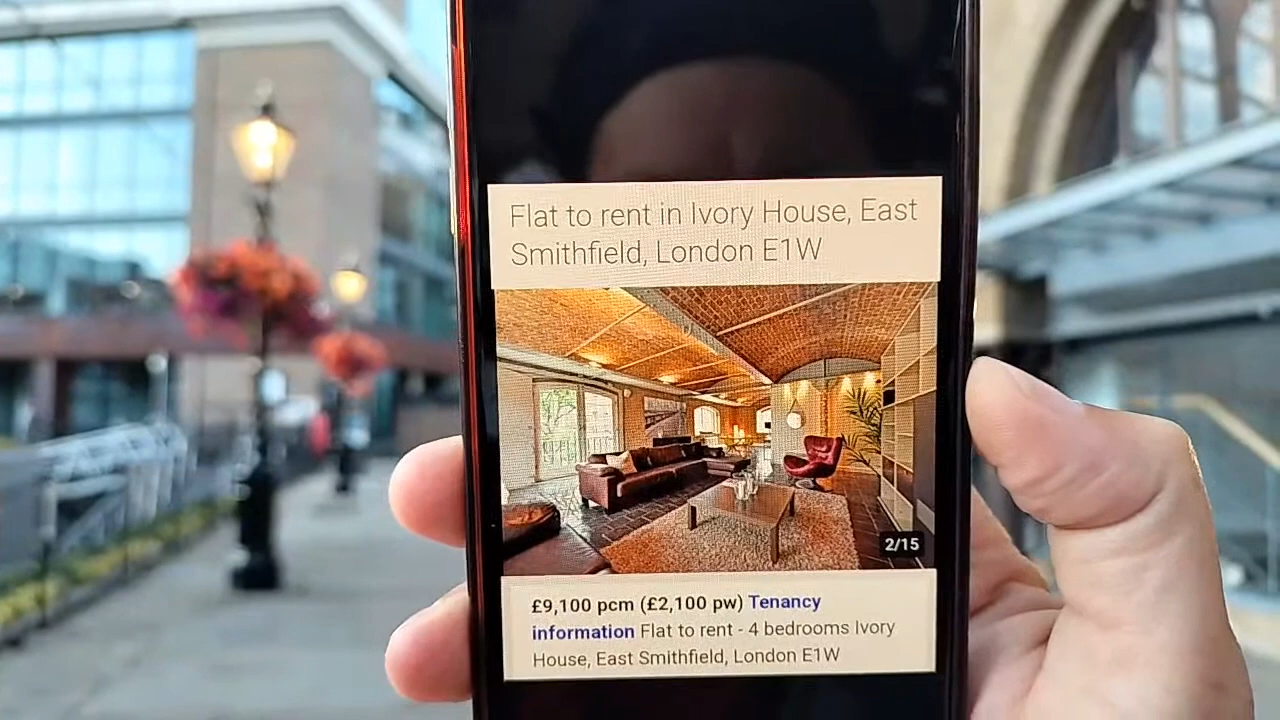 Flat to rent in Ivory House, East
Smithfield, London E1W
2/15
£9,100 pcm (£2,100 pw) Tenancy
information Flat to rent - 4 bedrooms Ivory
House, East Smithfield, London E1W